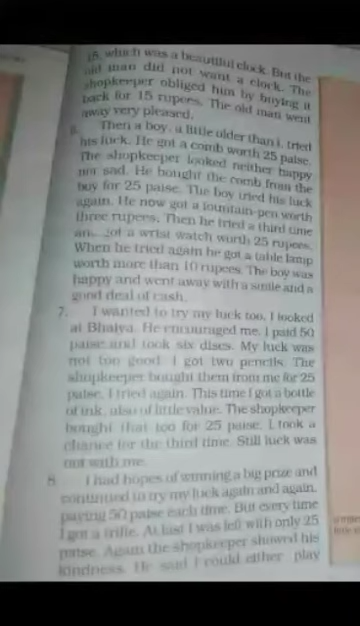 15, which was a beautiful clock. But the
old man did not want a clock. The
shopkeeper obliged him by buying it
back for 15 rupees. The old man went
away very pleased.
6. Then a boy, a little older than I, tried
his luck. He got a comb worth 25 paise.
The shopkeeper looked neither happy
nor sad. He bought the comb from the
boy for 25 paise. The boy tried his luck
again. He now got a fountain-pen worth
three rupees. Then he tried a third time
and got a wrist watch worth 25 rupees.
When he tried again he got a table lamp
worth more than 10 rupees. The boy was
happy and went away with a smile and a
good deal of cash.
7. I wanted to try my luck too. I looked
at Bhaiya. He encouraged me. I paid 50
paise and took six discs. My luck was
not too good. I got two pencils. The
shopkeeper bought them from me for 25
paise. I tried again. This time I got a bottle
of ink, also of little value. The shopkeeper
bought that too for 25 paise. I took a
chance for the third time. Still luck was
not with me.
8. I had hopes of winning a big prize and
continued to try my luck again and again,
paying 50 paise each time. But every time
I got a trifle. At last I was left with only 25
paise. Again the shopkeeper showed his
kindness. He said I could either play